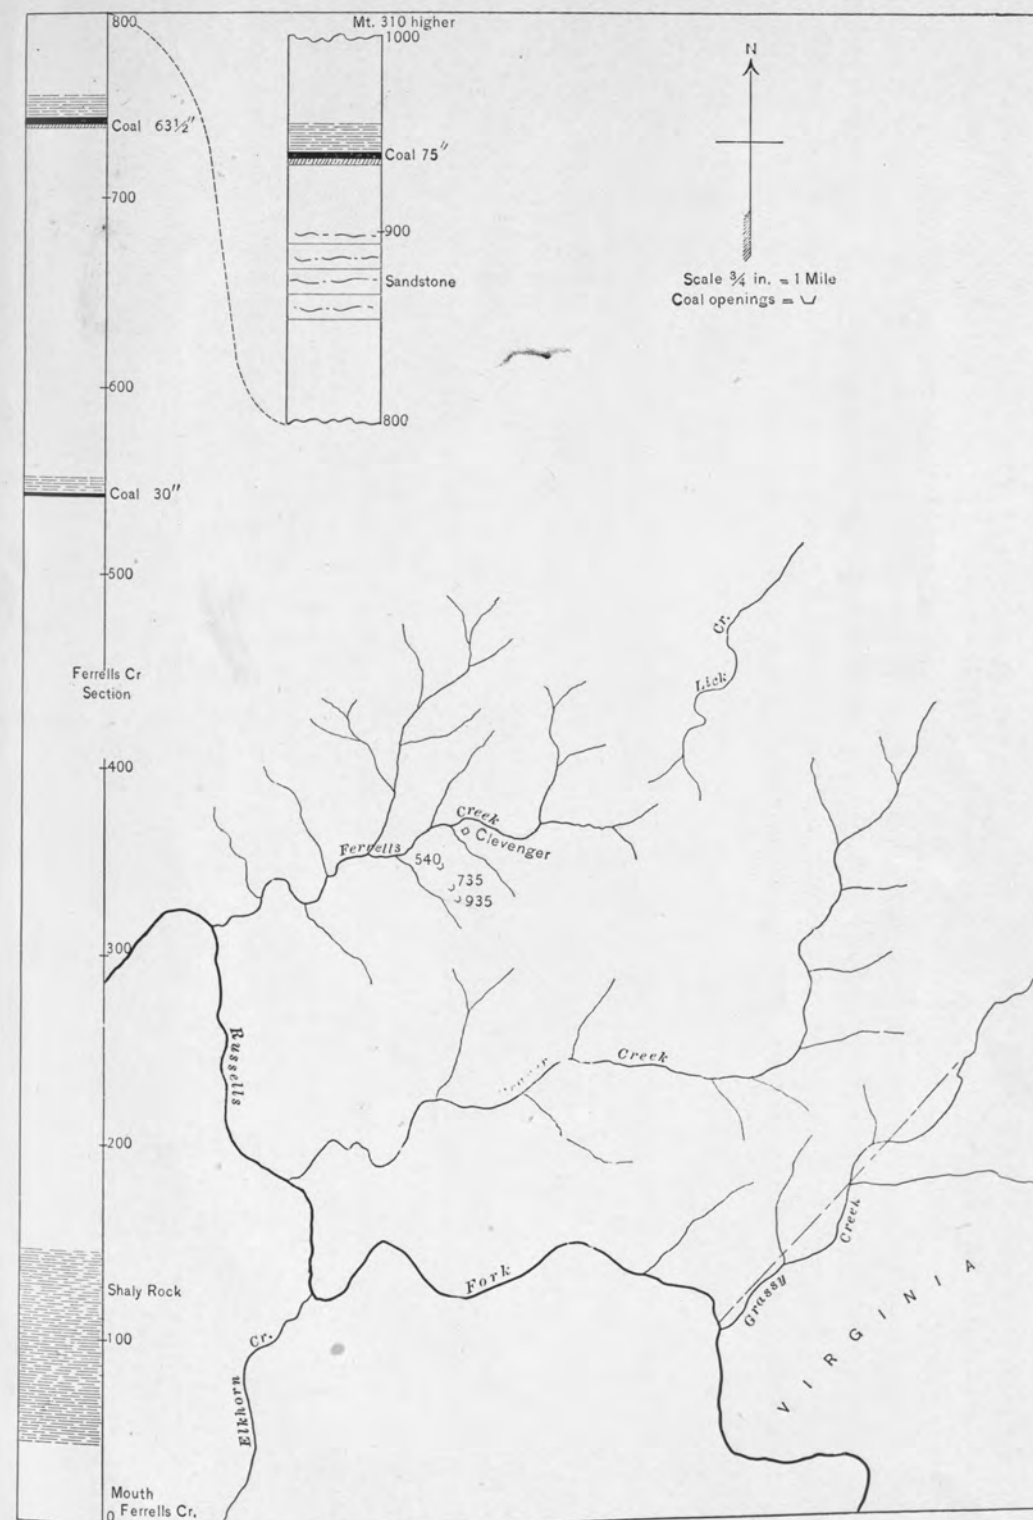 800
Mt. 310 higher
1000
Coal 63½"
Coal 75"
N
700
900
Sandstone
Scale ¾ in. = 1 Mile
Coal openings =
600
800
Coal 30"
500
Ferrells Cr
Section
Lick Cr.
400
Ferrells Creek
Clevenger
540
735
935
300
Russells Fork
Creek
200
Grassy Creek
VIRGINIA
Shaly Rock
100
Elkhorn Cr.
Mouth
0 Ferrells Cr.